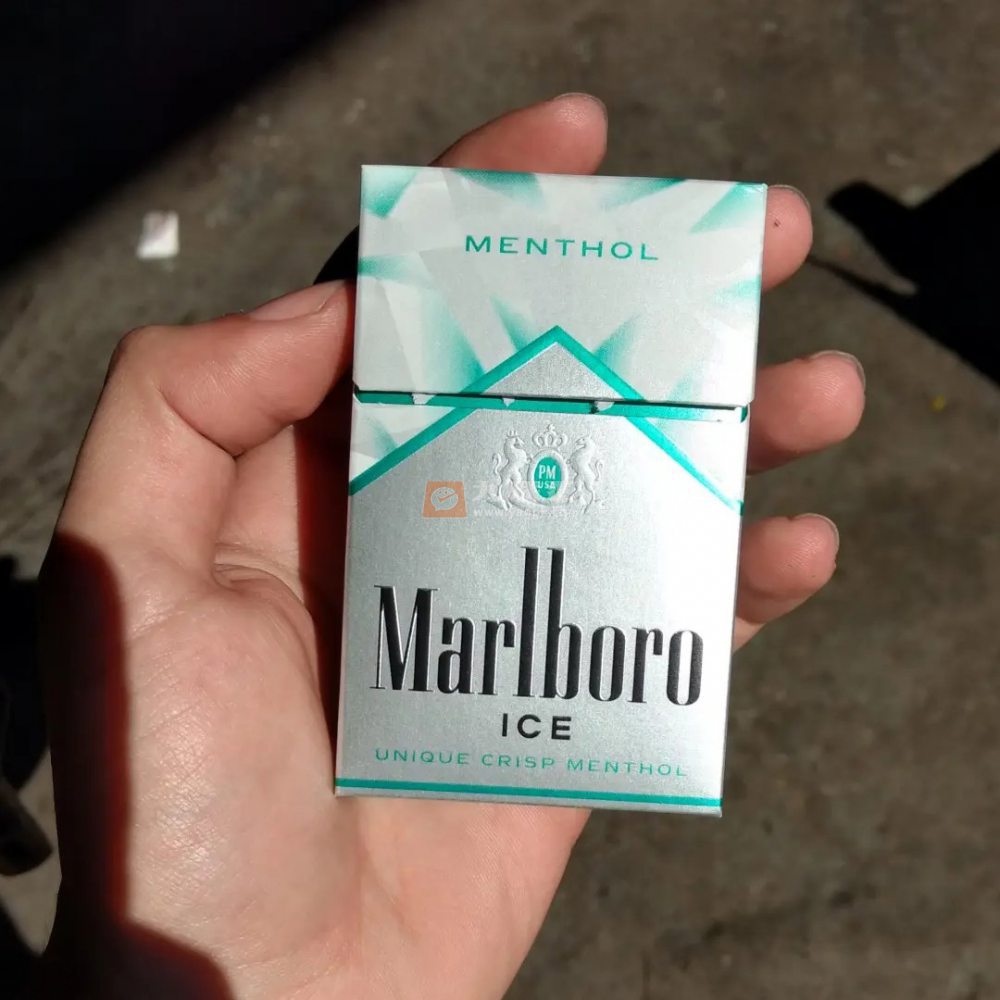 MENTHOL
PM
USA
Marlboro
ICE
UNIQUE CRISP MENTHOL